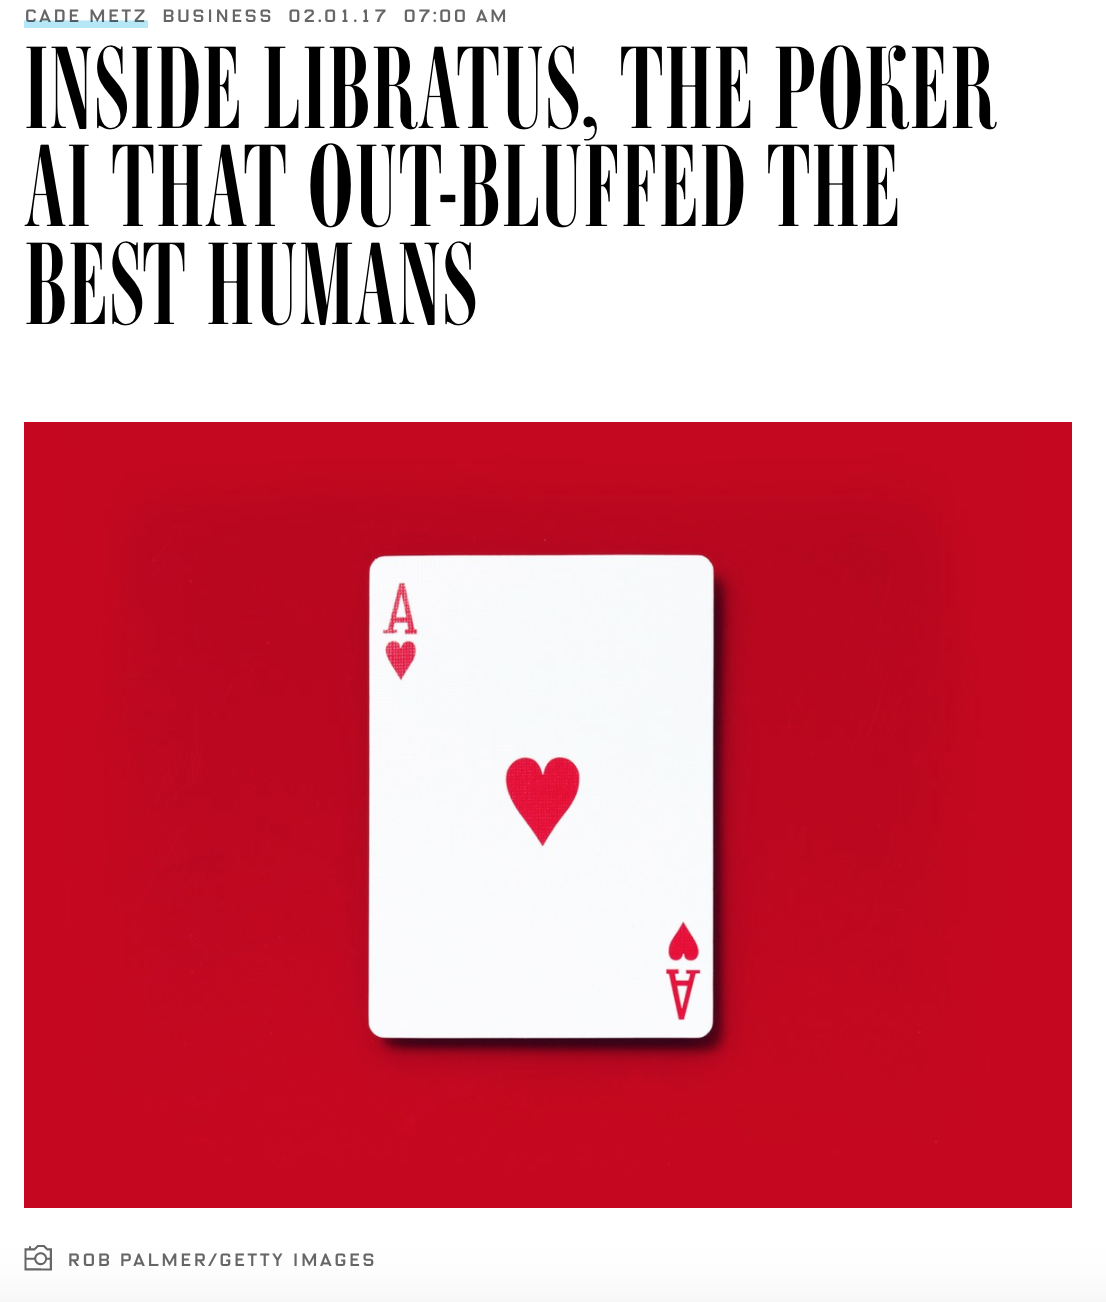 CADE METZ BUSINESS 02.01.17 07:00 AM
INSIDE LIBRATUS, THE POKER
AI THAT OUT-BLUFFED THE
BEST HUMANS
A
A
ROB PALMER/GETTY IMAGES